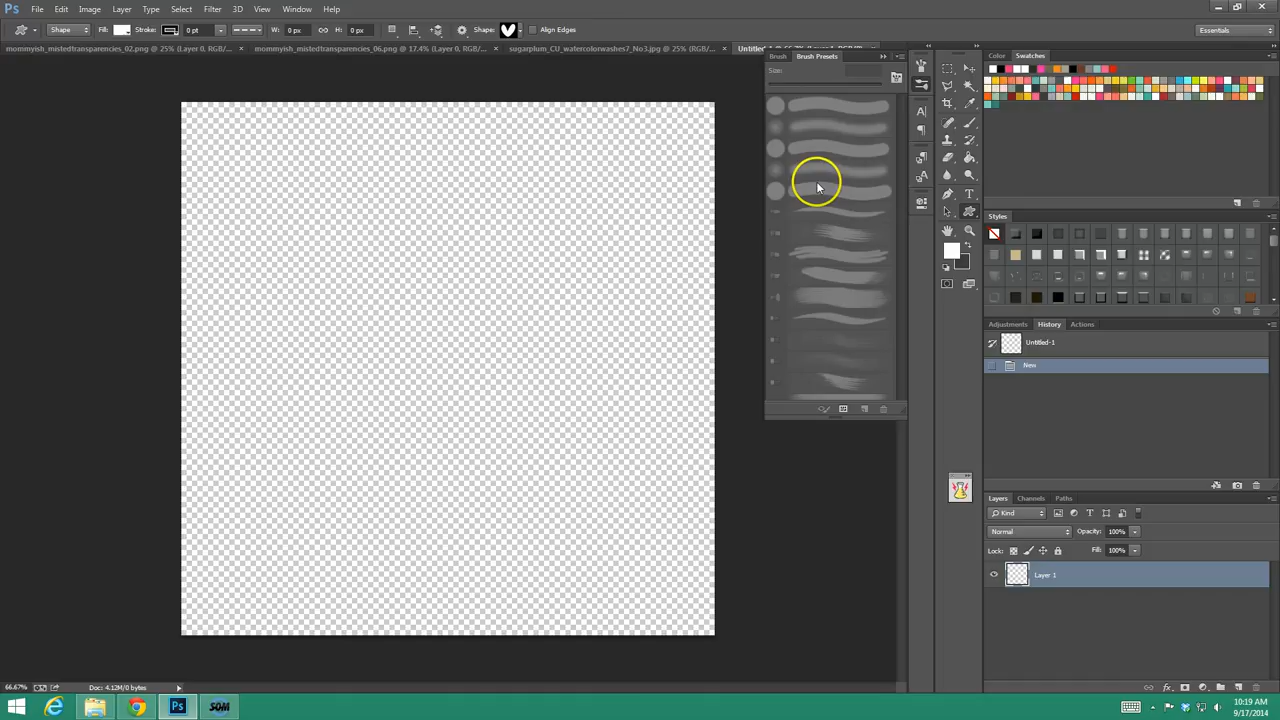 Ps File Edit Image Layer Type Select Filter 3D View Window Help
Shape Stroke: 0 pt W: 0 px H: 0 px Shape: Align Edges Essentials
mommyish_mistedtransparencies_02.png @ 25% (Layer 0, RGB/...
mommyish_mistedtransparencies_06.png @ 17.4% (Layer 0, RGB/...
sugarplum_CU_watercolorwashes7_No3.jpg @ 25% (RGB/...
Brush Brush Presets
Size:
Color Swatches
Styles
Adjustments History Actions
Untitled-1
New
Layers Channels Paths
Kind
Normal Opacity: 100%
Lock: Fill: 100%
Layer 1
66.67% Doc: 4.12M/0 bytes
Ps SOM
10:19 AM
9/17/2014